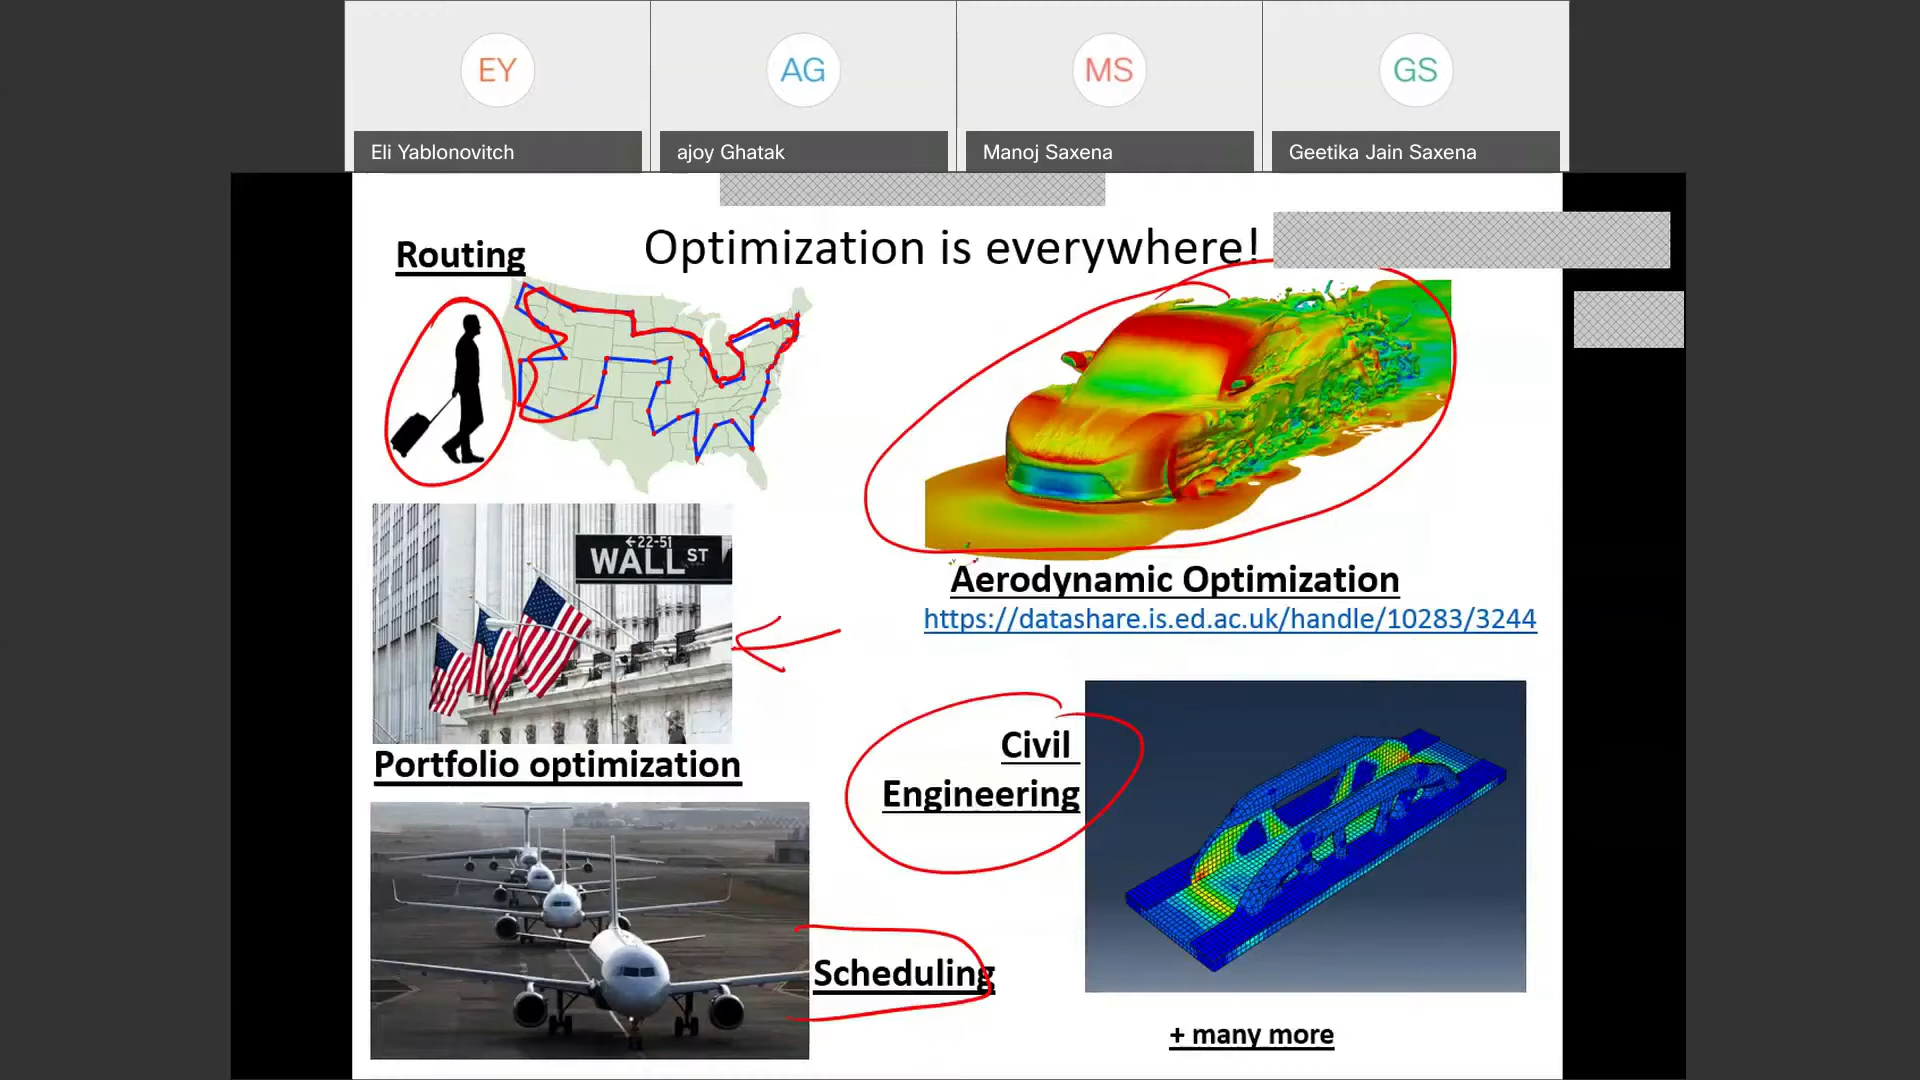 EY
AG
MS
GS
Eli Yablonovitch
ajoy Ghatak
Manoj Saxena
Geetika Jain Saxena
Optimization is everywhere!
Routing
←22-51
WALL ST
Aerodynamic Optimization
https://datashare.is.ed.ac.uk/handle/10283/3244
Portfolio optimization
Civil
Engineering
Scheduling
+ many more